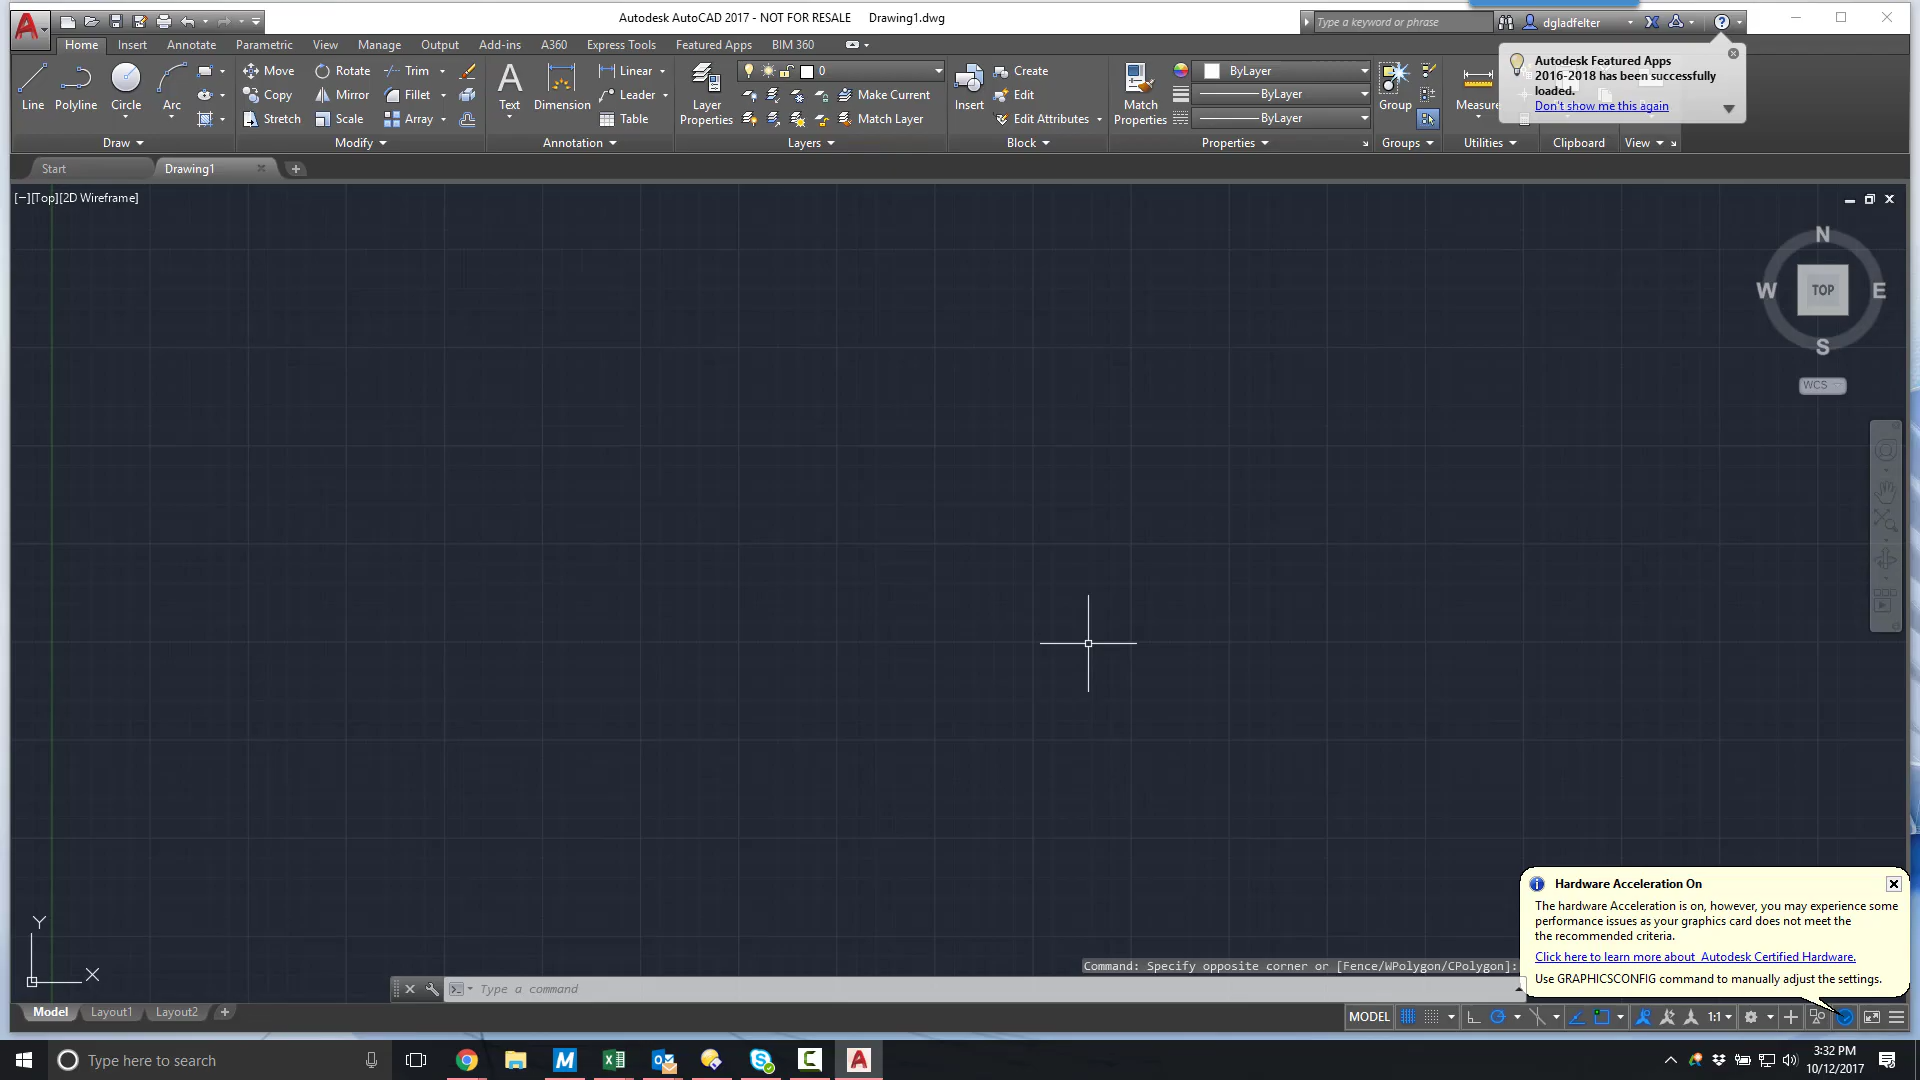 Autodesk AutoCAD 2017 - NOT FOR RESALE Drawing1.dwg
Type a keyword or phrase
dgladfelter
Home Insert Annotate Parametric View Manage Output Add-ins A360 Express Tools Featured Apps BIM 360
Line Polyline Circle Arc
Move Rotate Trim
Copy Mirror Fillet
Stretch Scale Array
Text Dimension
Linear
Leader
Table
Layer Properties
0
Make Current
Match Layer
Insert
Create
Edit
Edit Attributes
Match Properties
ByLayer
ByLayer
ByLayer
Group
Measure
Autodesk Featured Apps
2016-2018 has been successfully
loaded.
Don't show me this again
Draw Modify Annotation Layers Block Properties Groups Utilities Clipboard View
Start Drawing1
[−][Top][2D Wireframe]
N
W TOP E
S
WCS
Y
X
Hardware Acceleration On
The hardware Acceleration is on, however, you may experience some
performance issues as your graphics card does not meet the
the recommended criteria.
Click here to learn more about Autodesk Certified Hardware.
Use GRAPHICSCONFIG command to manually adjust the settings.
Command: Specify opposite corner or [Fence/WPolygon/CPolygon]:
Type a command
Model Layout1 Layout2
MODEL 1:1
Type here to search
3:32 PM
10/12/2017